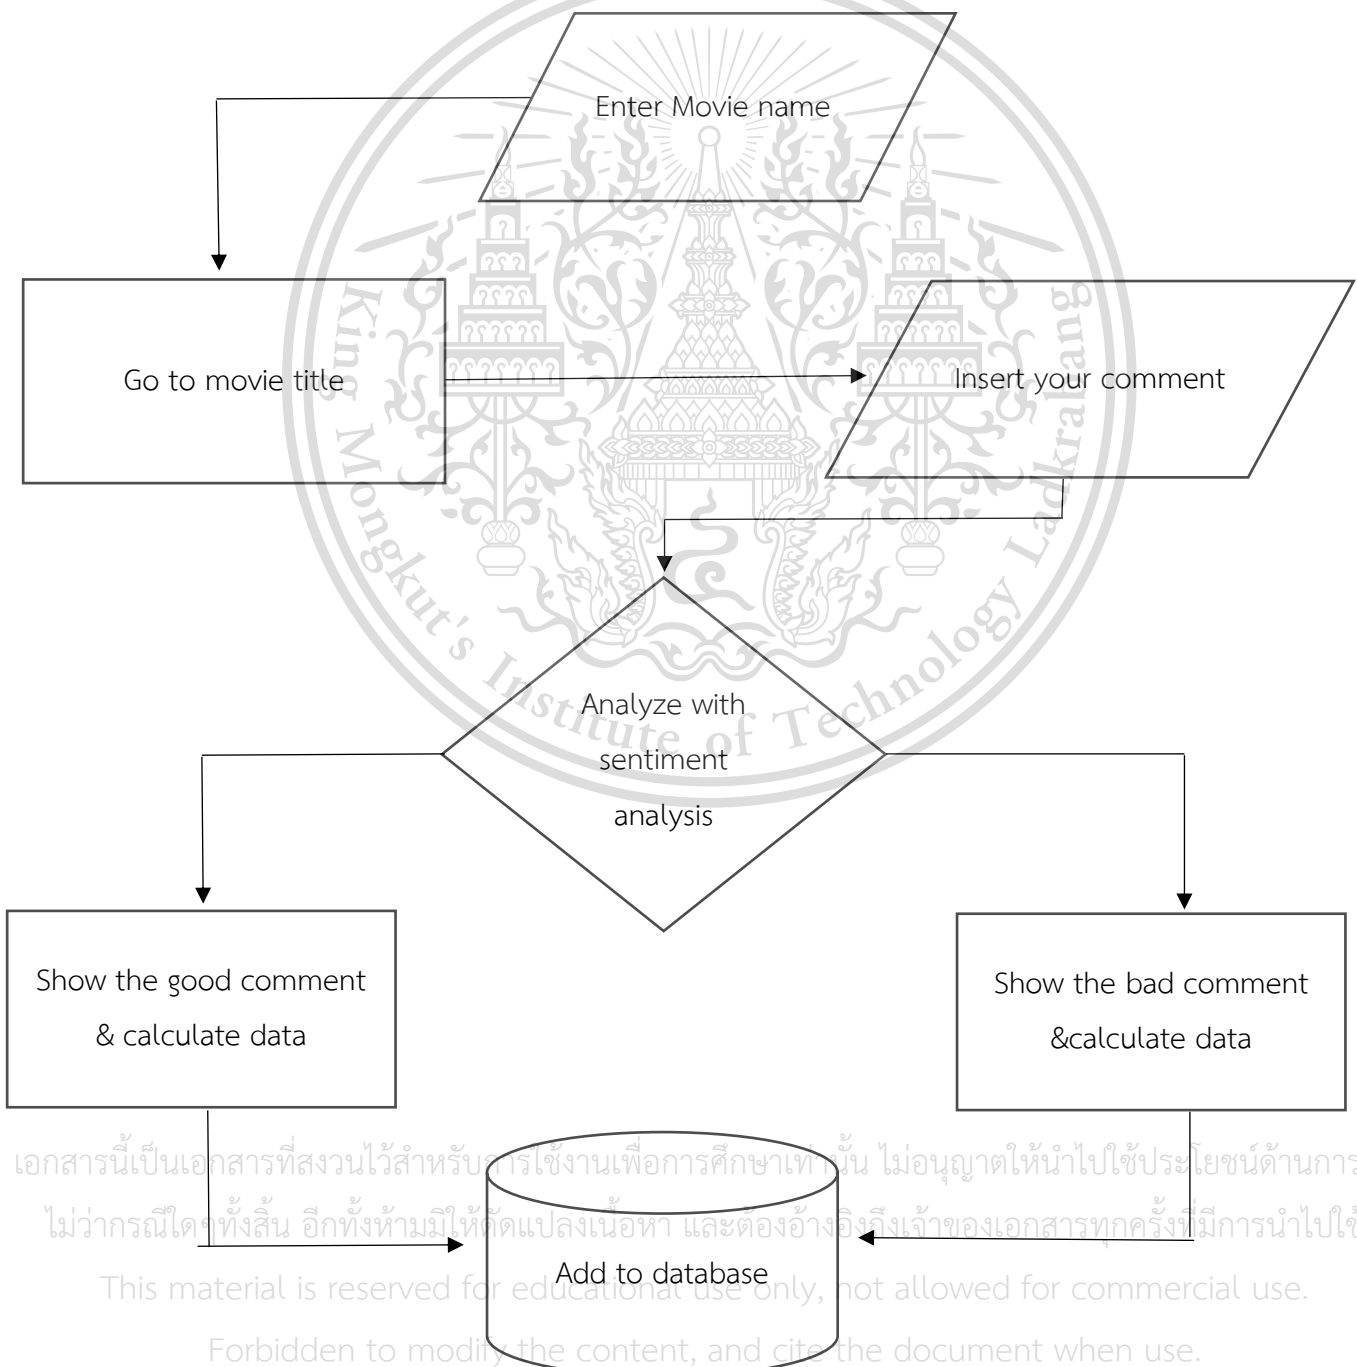 Enter Movie name
Go to movie title
Insert your comment
King Mongkut's Institute of Technology Ladkrabang
Analyze with
sentiment
analysis
Show the good comment
& calculate data
Show the bad comment
&calculate data
เอกสารนี้เป็นเอกสารที่สงวนไว้สำหรับการใช้งานเพื่อการศึกษาเท่านั้น ไม่อนุญาตให้นำไปใช้ประโยชน์ด้านการ
ไม่ว่ากรณีใดๆทั้งสิ้น อีกทั้งห้ามมิให้ดัดแปลงเนื้อหา และต้องอ้างอิงถึงเจ้าของเอกสารทุกครั้งที่มีการนำไปใช้
Add to database
This material is reserved for educational use only, not allowed for commercial use.
Forbidden to modify the content, and cite the document when use.